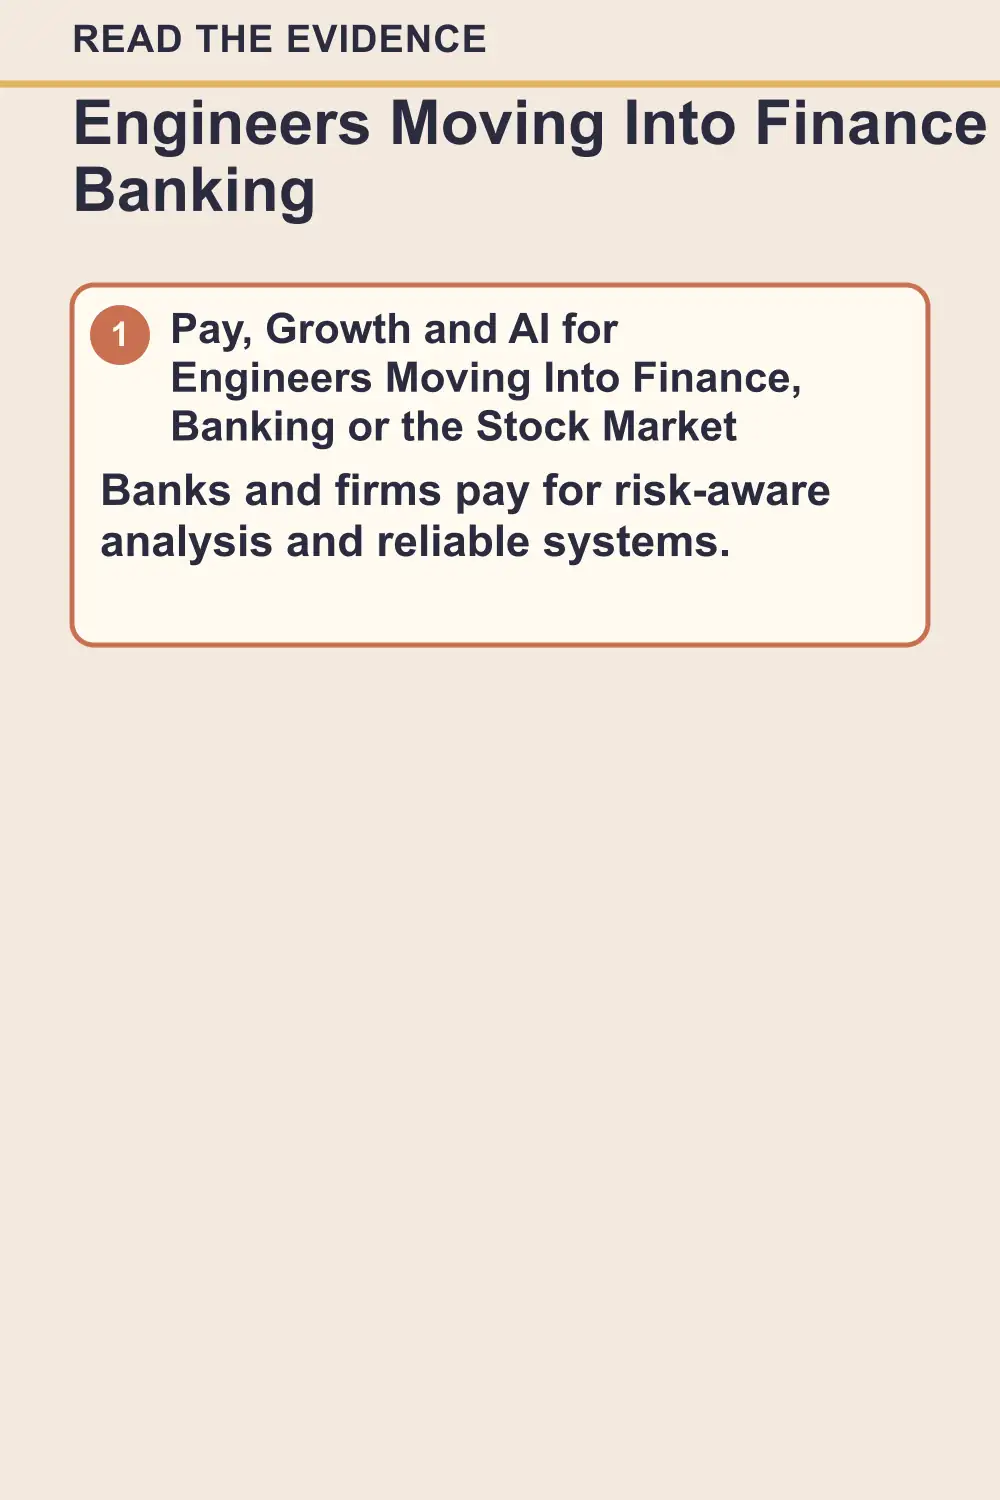 READ THE EVIDENCE
Engineers Moving Into Finance
Banking
1
Pay, Growth and AI for
Engineers Moving Into Finance,
Banking or the Stock Market
Banks and firms pay for risk-aware
analysis and reliable systems.